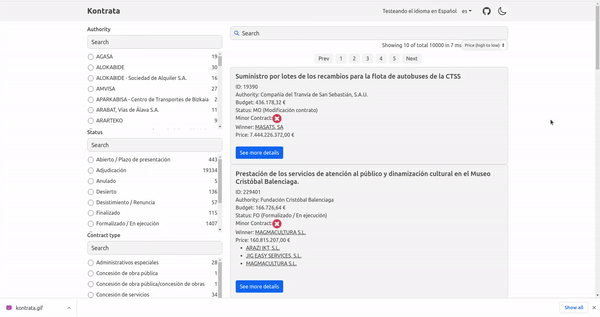 Kontrata
Testeando el idioma en Español
es
Authority
Search
AGASA 19
ALOKABIDE 30
ALOKABIDE - Sociedad de Alquiler S.A. 16
AMVISA 27
APARKABISA - Centro de Transportes de Bizkaia 2
ARABAT, Vías de Álava S.A. 11
ARARTEKO 9
Status
Search
Abierto / Plazo de presentación 443
Adjudicación 19334
Anulado 5
Desierto 136
Desistimiento / Renuncia 57
Finalizado 115
Formalizado / En ejecución 1407
Contract type
Search
Administrativos especiales 28
Concesión de obra pública 1
Concesión de obra pública/concesión de obras 1
Concesión de servicios 34
Search
Showing 10 of total 10000 in 7 ms
Price (high to low)
Prev 1 2 3 4 5 Next
Suministro por lotes de los recambios para la flota de autobuses de la CTSS
ID: 19390
Authority: Compañia del Tranvía de San Sebastián, S.A.U.
Budget: 436.178,32 €
Status: MO (Modificación contrato)
Minor Contract:
Winner: MASATS, SA
Price: 7.444.226.372,00 €
See more details
Prestación de los servicios de atención al público y dinamización cultural en el Museo
Cristóbal Balenciaga.
ID: 229401
Authority: Fundación Cristóbal Balenciaga
Budget: 166.726,64 €
Status: FO (Formalizado / En ejecución)
Minor Contract:
Winner: MAGMACULTURA S.L.
Price: 160.815.207,00 €
ARAZI IKT, S.L.
JIG EASY SERVICES, S.L.
MAGMACULTURA S.L.
See more details
kontrata.gif
Show all